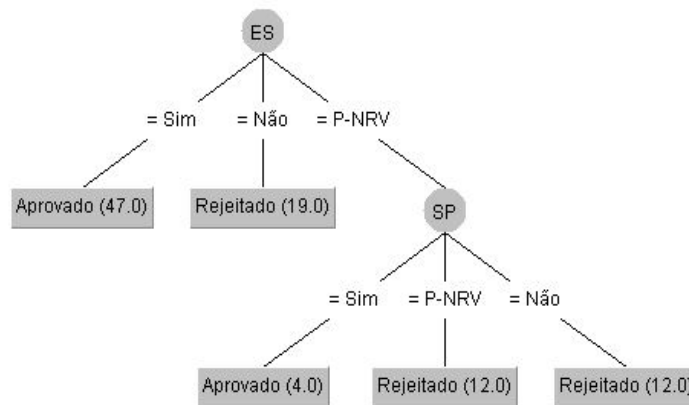 ES
= Sim
= Não
= P-NRV
Aprovado (47.0)
Rejeitado (19.0)
SP
= Sim
= P-NRV
= Não
Aprovado (4.0)
Rejeitado (12.0)
Rejeitado (12.0)